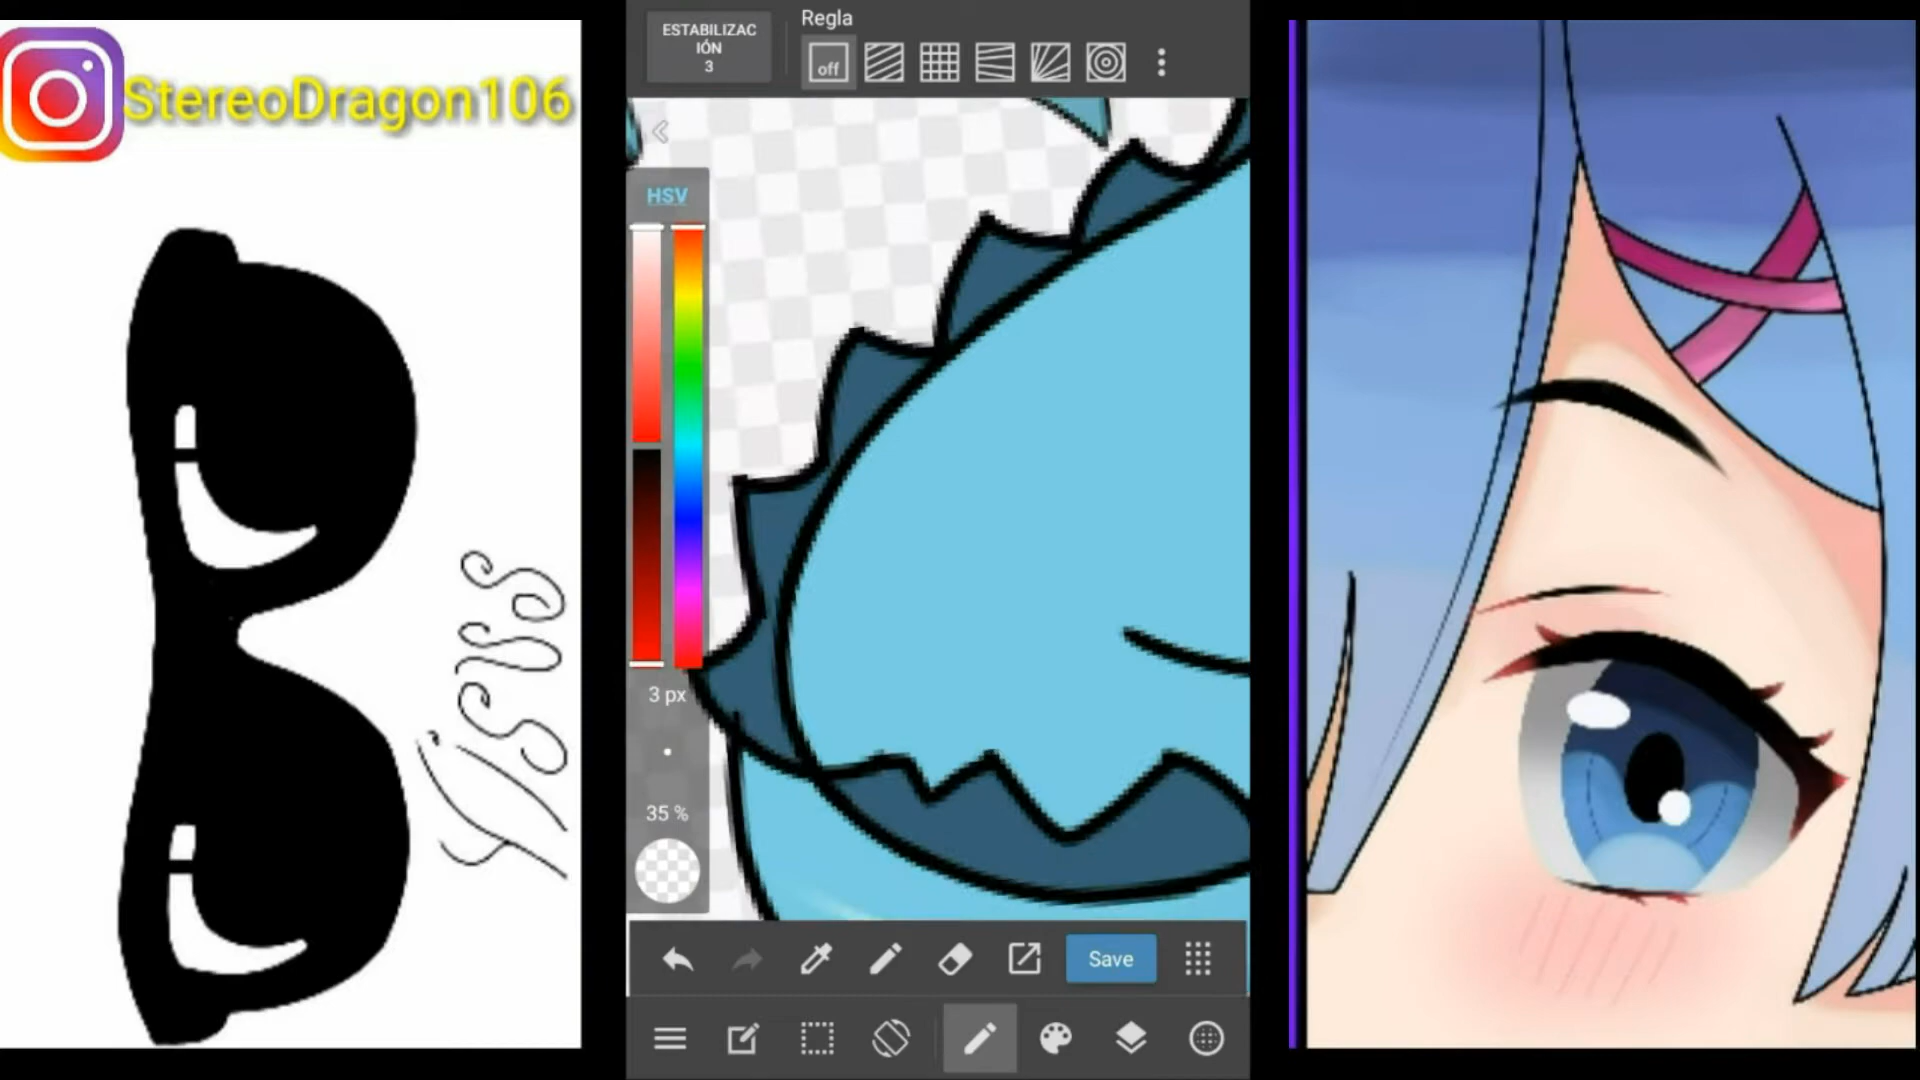 StereoDragon106
ESTABILIZAC
IÓN
3
Regla
off
HSV
3 px
35 %
Save